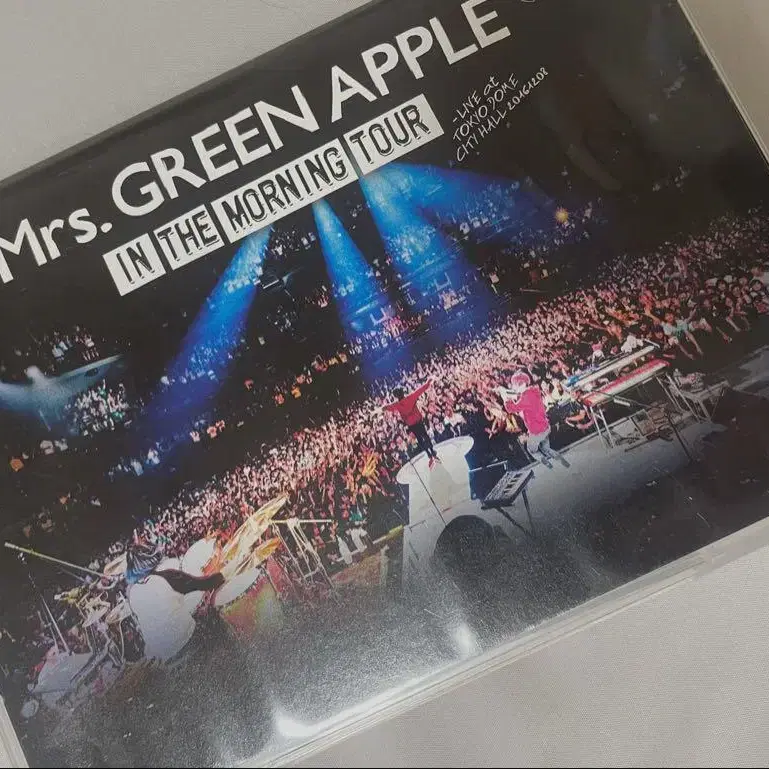 Mrs. GREEN APPLE
IN THE MORNING TOUR
-LIVE at
TOKYO DOME
CITY HALL 20161208